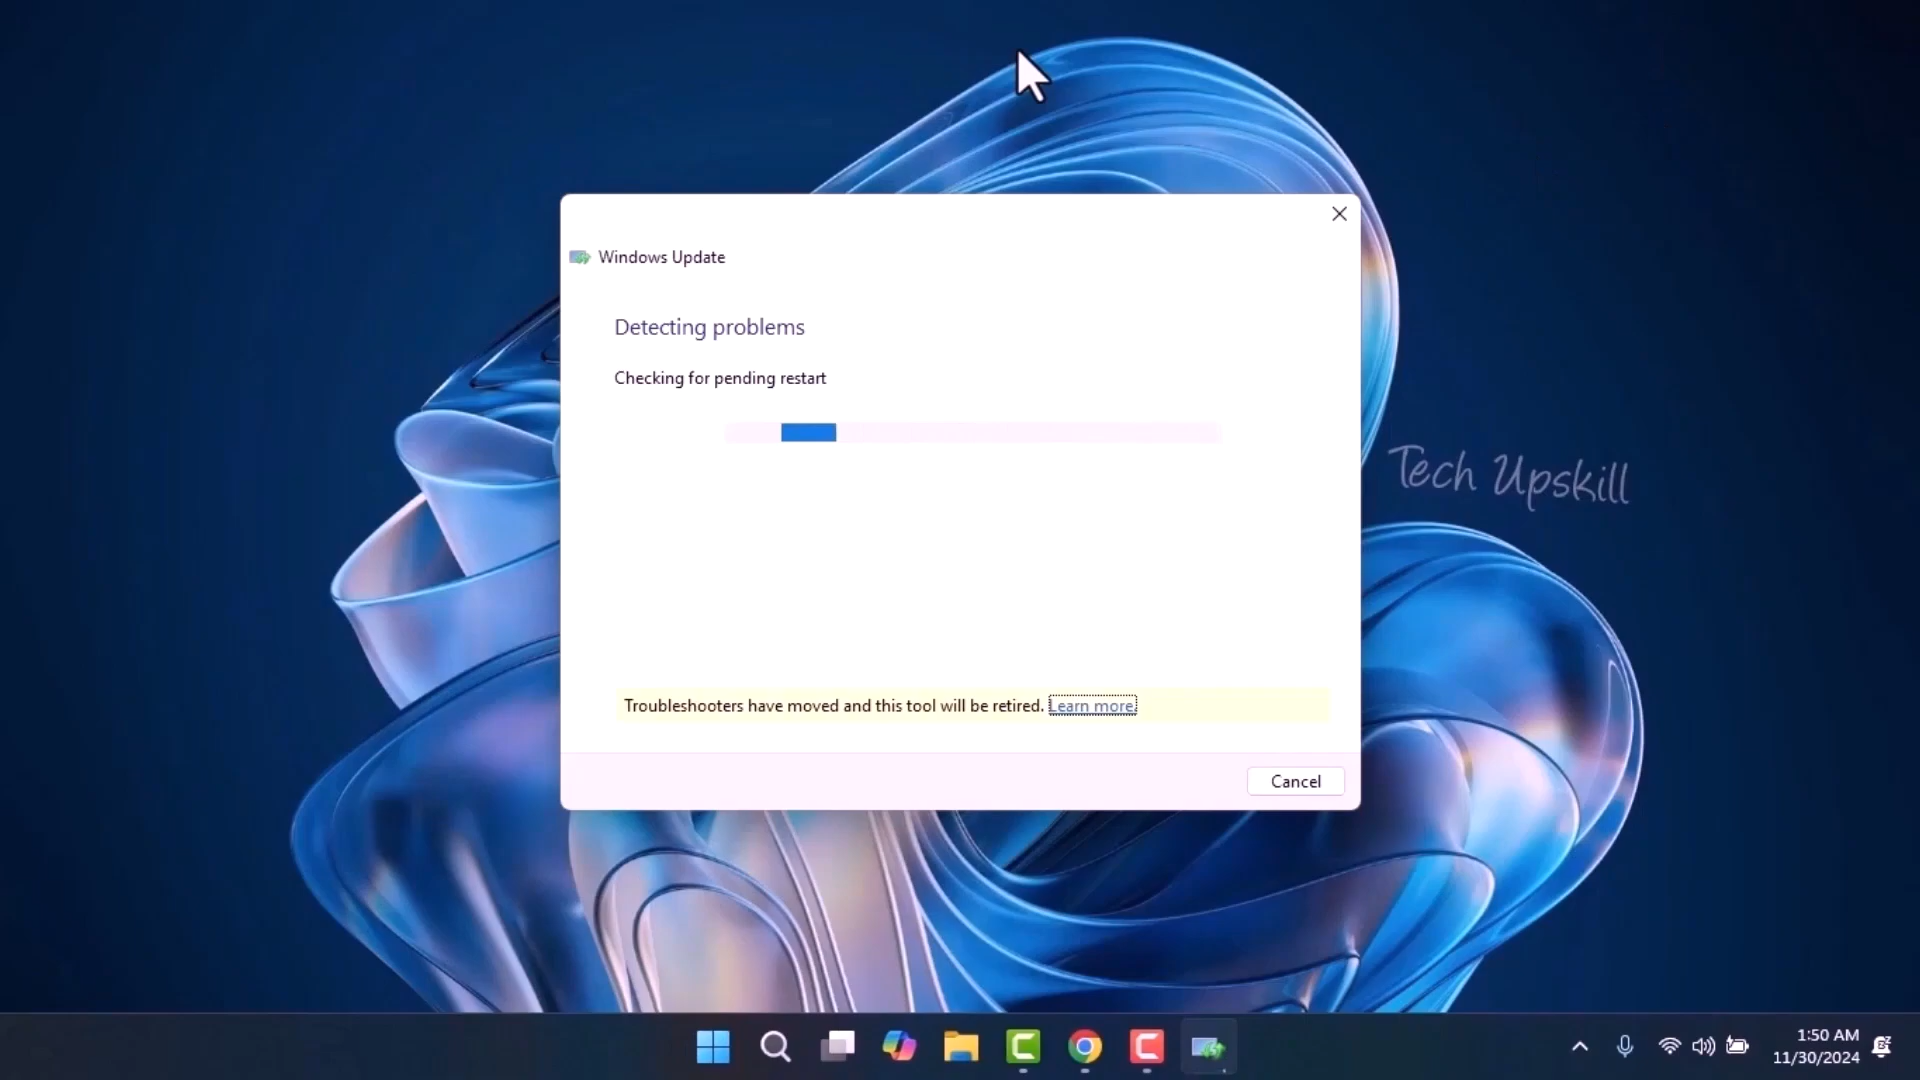 Windows Update
Detecting problems
Checking for pending restart
Tech Upskill
Troubleshooters have moved and this tool will be retired. Learn more.
Cancel
1:50 AM
11/30/2024